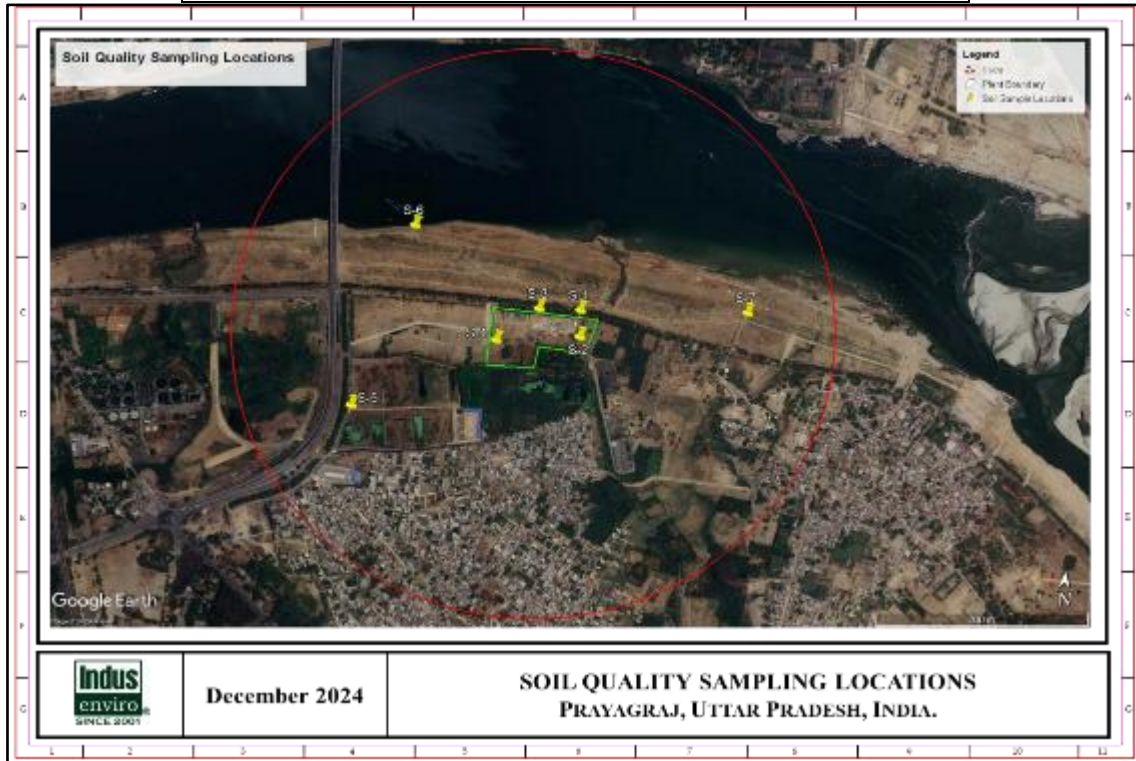 Soil Quality Sampling Locations
Legend
Plant Boundary
Soil Sample Locations
S-6
S-3
S-7
S-2
S-5
Google Earth
N
Indus
enviro
SINCE 2001
December 2024
SOIL QUALITY SAMPLING LOCATIONS
PRAYAGRAJ, UTTAR PRADESH, INDIA.